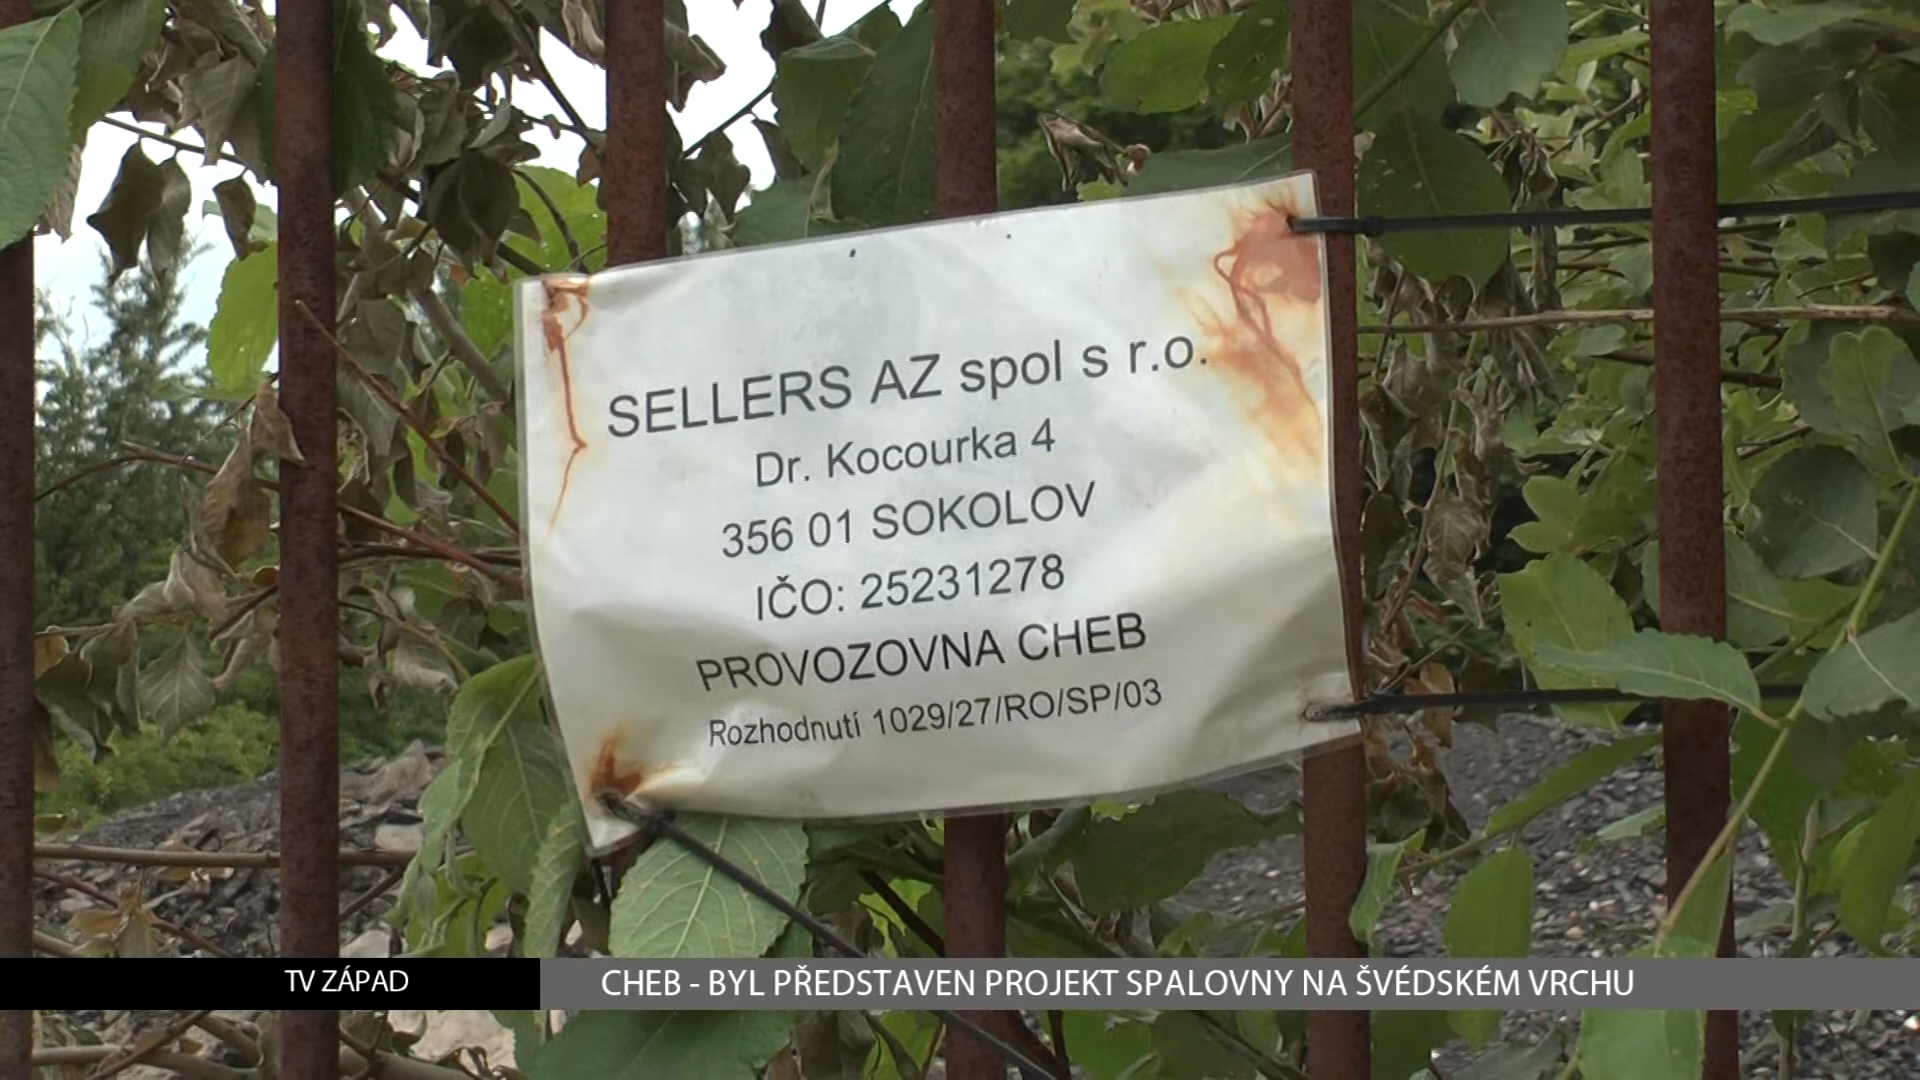 SELLERS AZ spol s r.o.
Dr. Kocourka 4
356 01 SOKOLOV
IČO: 25231278
PROVOZOVNA CHEB
Rozhodnutí 1029/27/RO/SP/03
TV ZÁPAD
CHEB - BYL PŘEDSTAVEN PROJEKT SPALOVNY NA ŠVÉDSKÉM VRCHU